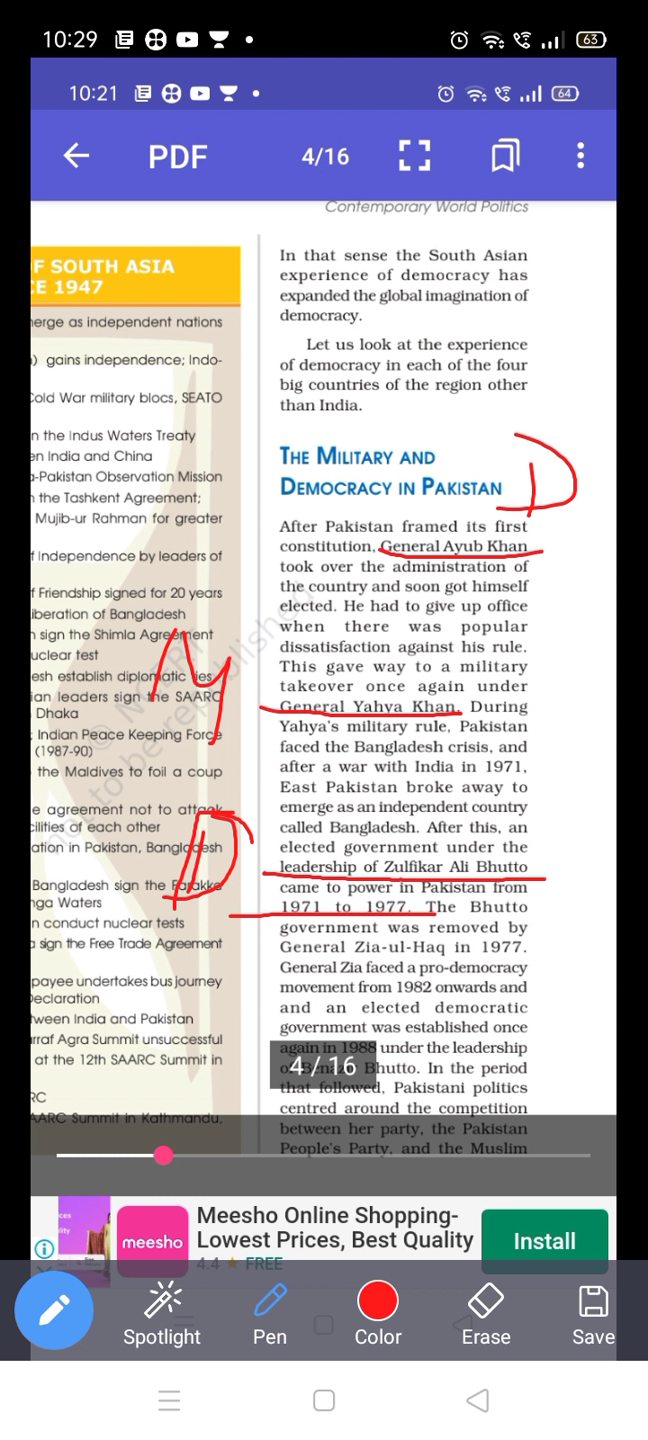 10:29
63
10:21
64
PDF
4/16
Contemporary World Politics
F SOUTH ASIA
E 1947
erge as independent nations
) gains independence; Indo-
Cold War military blocs, SEATO
n the Indus Waters Treaty
en India and China
a-Pakistan Observation Mission
n the Tashkent Agreement;
Mujib-ur Rahman for greater
f Independence by leaders of
f Friendship signed for 20 years
iberation of Bangladesh
n sign the Shimla Agreement
uclear test
esh establish diplomatic ties
ian leaders sign the SAARC
Dhaka
; Indian Peace Keeping Force
(1987-90)
the Maldives to foil a coup
e agreement not to attack
cilities of each other
ation in Pakistan, Bangladesh
Bangladesh sign the Farakka
nga Waters
n conduct nuclear tests
a sign the Free Trade Agreement
payee undertakes bus journey
Declaration
tween India and Pakistan
arraf Agra Summit unsuccessful
at the 12th SAARC Summit in
RC
AARC Summit in Kathmandu,
In that sense the South Asian
experience of democracy has
expanded the global imagination of
democracy.
Let us look at the experience
of democracy in each of the four
big countries of the region other
than India.
THE MILITARY AND
DEMOCRACY IN PAKISTAN
D
After Pakistan framed its first
constitution, General Ayub Khan
took over the administration of
the country and soon got himself
elected. He had to give up office
when there was popular
dissatisfaction against his rule.
This gave way to a military
takeover once again under
General Yahya Khan. During
Yahya's military rule, Pakistan
faced the Bangladesh crisis, and
after a war with India in 1971,
East Pakistan broke away to
emerge as an independent country
called Bangladesh. After this, an
elected government under the
leadership of Zulfikar Ali Bhutto
came to power in Pakistan from
1971 to 1977. The Bhutto
government was removed by
General Zia-ul-Haq in 1977.
General Zia faced a pro-democracy
movement from 1982 onwards and
and an elected democratic
government was established once
again in 1988 under the leadership
of Benazir Bhutto. In the period
that followed, Pakistani politics
centred around the competition
between her party, the Pakistan
People's Party, and the Muslim
D
© NCERT
not to be republished
4 / 16
meesho
Meesho Online Shopping-
Lowest Prices, Best Quality
4.4 ★ FREE
Install
Spotlight
Pen
Color
Erase
Save